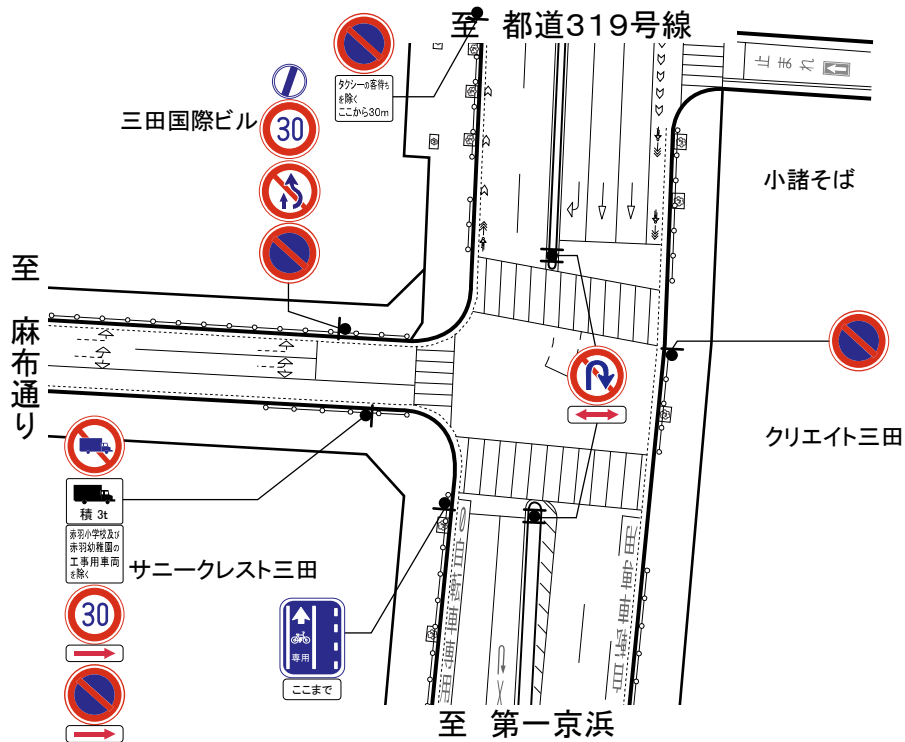 至 都道319号線
タクシーの客待ち
を除く
ここから30m
止まれ
三田国際ビル
30
小諸そば
至 麻布通り
クリエイト三田
積 3t
赤羽小学校及び
赤羽幼稚園の
工事用車両
を除く
サニークレスト三田
30
専用
ここまで
至 第一京浜